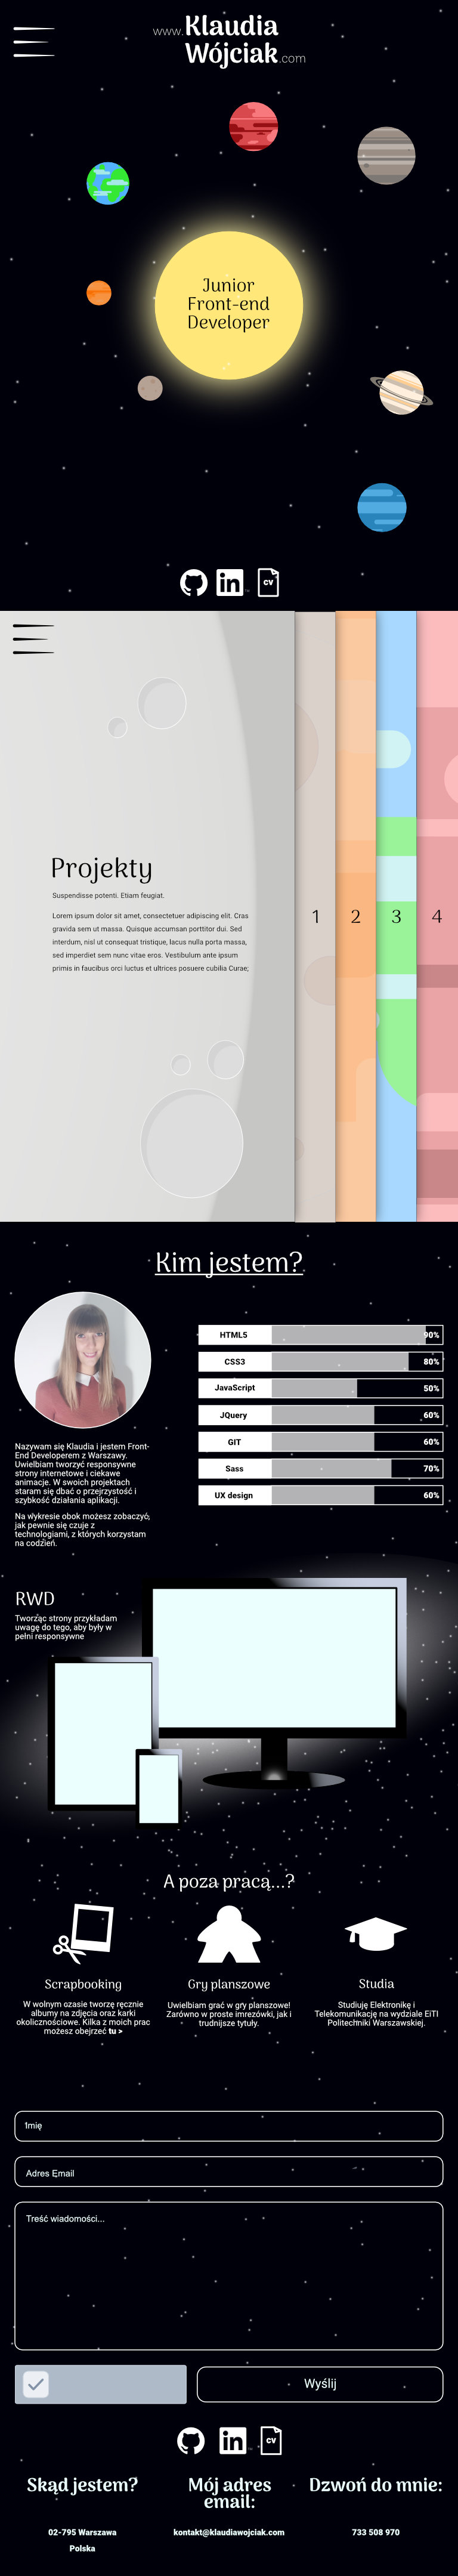 www.Klaudia
Wójciak.com
Junior
Front-end
Developer
in
CV
Projekty
Suspendisse potenti. Etiam feugiat.
Lorem ipsum dolor sit amet, consectetuer adipiscing elit. Cras
gravida sem ut massa. Quisque accumsan porttitor dui. Sed
interdum, nisl ut consequat tristique, lacus nulla porta massa,
sed imperdiet sem nunc vitae eros. Vestibulum ante ipsum
primis in faucibus orci luctus et ultrices posuere cubilia Curae;
1 2 3 4
Kim jestem?
HTML5 90%
CSS3 80%
JavaScript 50%
JQuery 60%
GIT 60%
Sass 70%
UX design 60%
Nazywam się Klaudia i jestem Front-
End Developerem z Warszawy.
Uwielbiam tworzyć responsywne
strony internetowe i ciekawe
animacje. W swoich projektach
staram się dbać o przejrzystość i
szybkość działania aplikacji.
Na wykresie obok możesz zobaczyć,
jak pewnie się czuje z
technologiami, z których korzystam
na codzień.
RWD
Tworząc strony przykładam
uwagę do tego, aby były w
pełni responsywne
A poza pracą...?
Scrapbooking
W wolnym czasie tworzę ręcznie
albumy na zdjęcia oraz karki
okolicznościowe. Kilka z moich prac
możesz obejrzeć tu >
Gry planszowe
Uwielbiam grać w gry planszowe!
Zarówno w proste imrezówki, jak i
trudnijsze tytuły.
Studia
Studiuję Elektronikę i
Telekomunikację na wydziale EiTI
Politechniki Warszawskiej.
Imię
Adres Email
Treść wiadomości...
Wyślij
in
CV
Skąd jestem?
02-795 Warszawa
Polska
Mój adres
email:
kontakt@klaudiawojciak.com
Dzwoń do mnie:
733 508 970